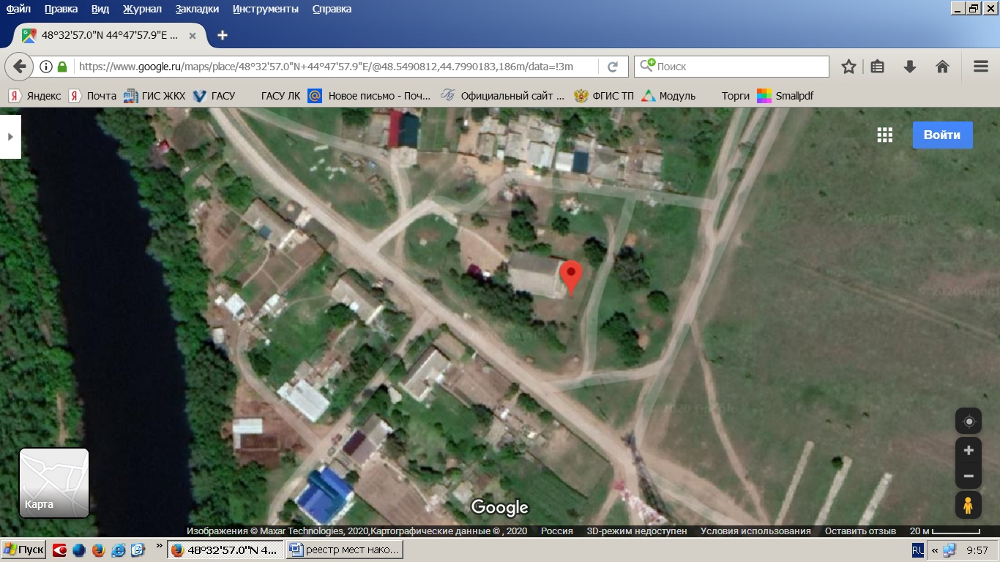 Файл Правка Вид Журнал Закладки Инструменты Справка
48°32'57.0"N 44°47'57.9"E ...
https://www.google.ru/maps/place/48°32'57.0"N+44°47'57.9"E/@48.5490812,44.7990183,186m/data=!3m
Поиск
Яндекс Почта ГИС ЖКХ ГАСУ ГАСУ ЛК Новое письмо - Поч... Официальный сайт ... ФГИС ТП Модуль Торги Smallpdf
Войти
Карта
Google
Изображения © Maxar Technologies, 2020,Картографические данные © , 2020 Россия 3D-режим недоступен Условия использования Оставить отзыв 20 м
Пуск » 48°32'57.0"N 4... реестр мест нако... RU « 9:57